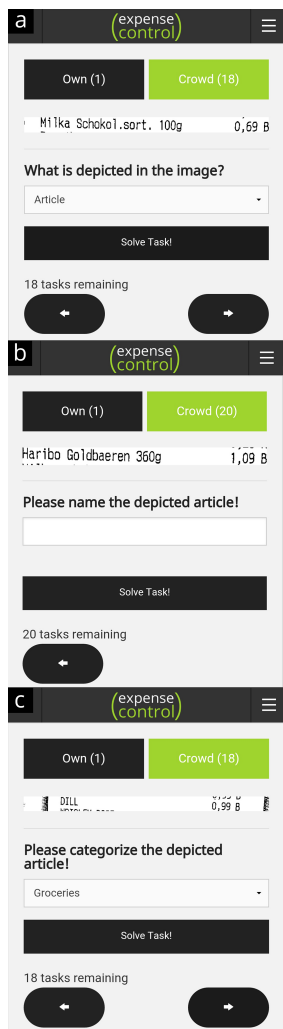 a
(expense
control)
Own (1)
Crowd (18)
Milka Schokol.sort. 100g 0,69 B
What is depicted in the image?
Article
Solve Task!
18 tasks remaining
b
(expense
control)
Own (1)
Crowd (20)
Haribo Goldbaeren 360g 1,09 B
Please name the depicted article!
Solve Task!
20 tasks remaining
c
(expense
control)
Own (1)
Crowd (18)
DILL 0,99 B
Please categorize the depicted
article!
Groceries
Solve Task!
18 tasks remaining